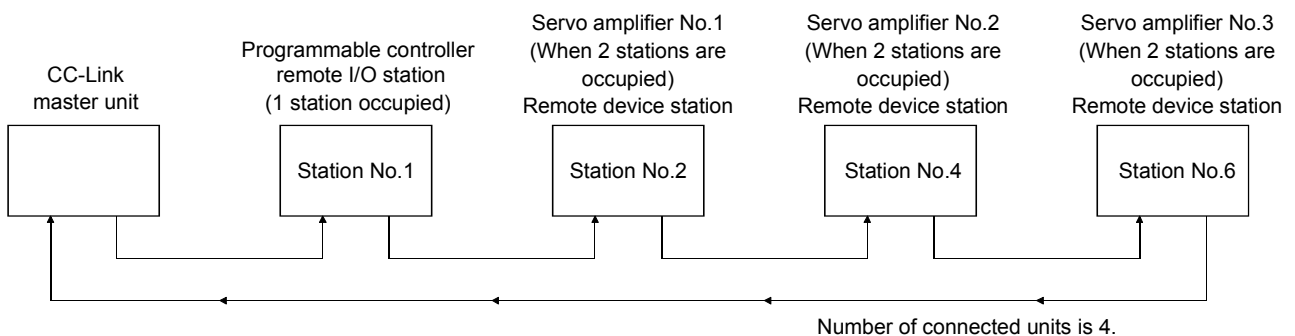 CC-Link
master unit
Programmable controller
remote I/O station
(1 station occupied)
Servo amplifier No.1
(When 2 stations are
occupied)
Remote device station
Servo amplifier No.2
(When 2 stations are
occupied)
Remote device station
Servo amplifier No.3
(When 2 stations are
occupied)
Remote device station
Station No.1
Station No.2
Station No.4
Station No.6
Number of connected units is 4.